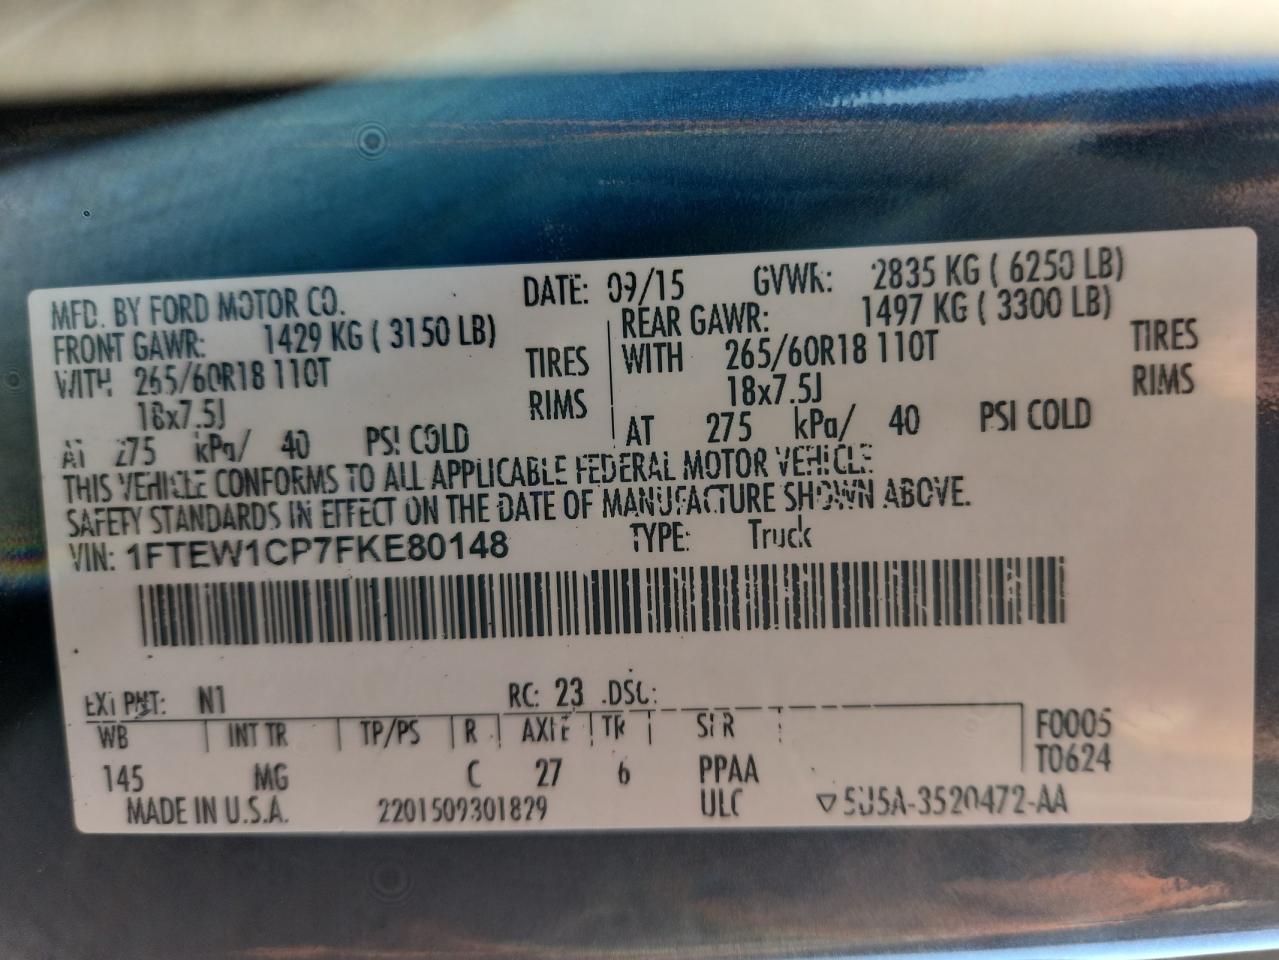 MFD. BY FORD MOTOR CO. DATE: 09/15 GVWR: 2835 KG ( 6250 LB)
FRONT GAWR: 1429 KG ( 3150 LB) REAR GAWR: 1497 KG ( 3300 LB)
WITH 265/60R18 110T TIRES WITH 265/60R18 110T TIRES
18x7.5J RIMS 18x7.5J RIMS
AT 275 kPa/ 40 PSI COLD AT 275 kPa/ 40 PSI COLD
THIS VEHICLE CONFORMS TO ALL APPLICABLE FEDERAL MOTOR VEHICLE
SAFETY STANDARDS IN EFFECT ON THE DATE OF MANUFACTURE SHOWN ABOVE.
VIN: 1FTEW1CP7FKE80148 TYPE: Truck
EXT PNT: N1 RC: 23 DSO:
WB INT TR TP/PS R AXLE TR SPR F0005
145 MG C 27 6 PPAA T0624
MADE IN U.S.A. 2201509301829 ULC ▽5U5A-3520472-AA